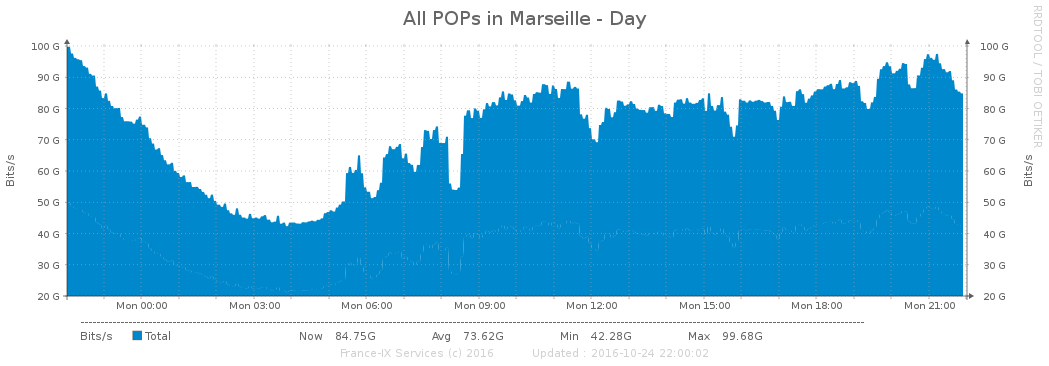 All POPs in Marseille - Day
RRDTOOL / TOBI OETIKER
Bits/s
100 G
90 G
80 G
70 G
60 G
50 G
40 G
30 G
20 G
100 G
90 G
80 G
70 G
60 G
50 G
40 G
30 G
20 G
Bits/s
Mon 00:00 Mon 03:00 Mon 06:00 Mon 09:00 Mon 12:00 Mon 15:00 Mon 18:00 Mon 21:00
Bits/s Total Now 84.75G Avg 73.62G Min 42.28G Max 99.68G
France-IX Services (c) 2016 Updated : 2016-10-24 22:00:02